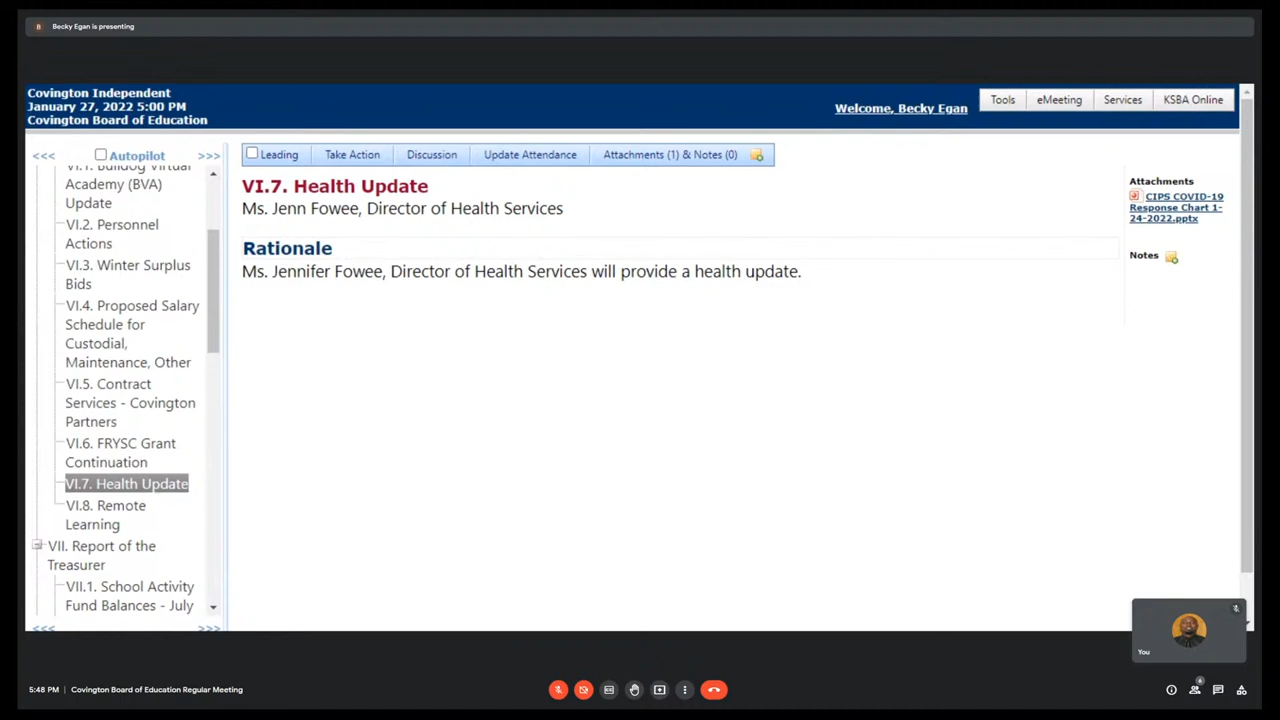 B Becky Egan is presenting
Covington Independent
January 27, 2022 5:00 PM
Covington Board of Education
Welcome, Becky Egan
Tools eMeeting Services KSBA Online
<<< Autopilot >>>
VI.1. Bulldog Virtual
Academy (BVA)
Update
VI.2. Personnel
Actions
VI.3. Winter Surplus
Bids
VI.4. Proposed Salary
Schedule for
Custodial,
Maintenance, Other
VI.5. Contract
Services - Covington
Partners
VI.6. FRYSC Grant
Continuation
VI.7. Health Update
VI.8. Remote
Learning
VII. Report of the
Treasurer
VII.1. School Activity
Fund Balances - July
<<< >>>
Leading Take Action Discussion Update Attendance Attachments (1) & Notes (0)
VI.7. Health Update
Ms. Jenn Fowee, Director of Health Services
Rationale
Ms. Jennifer Fowee, Director of Health Services will provide a health update.
Attachments
CIPS COVID-19
Response Chart 1-
24-2022.pptx
Notes
You
5:48 PM | Covington Board of Education Regular Meeting